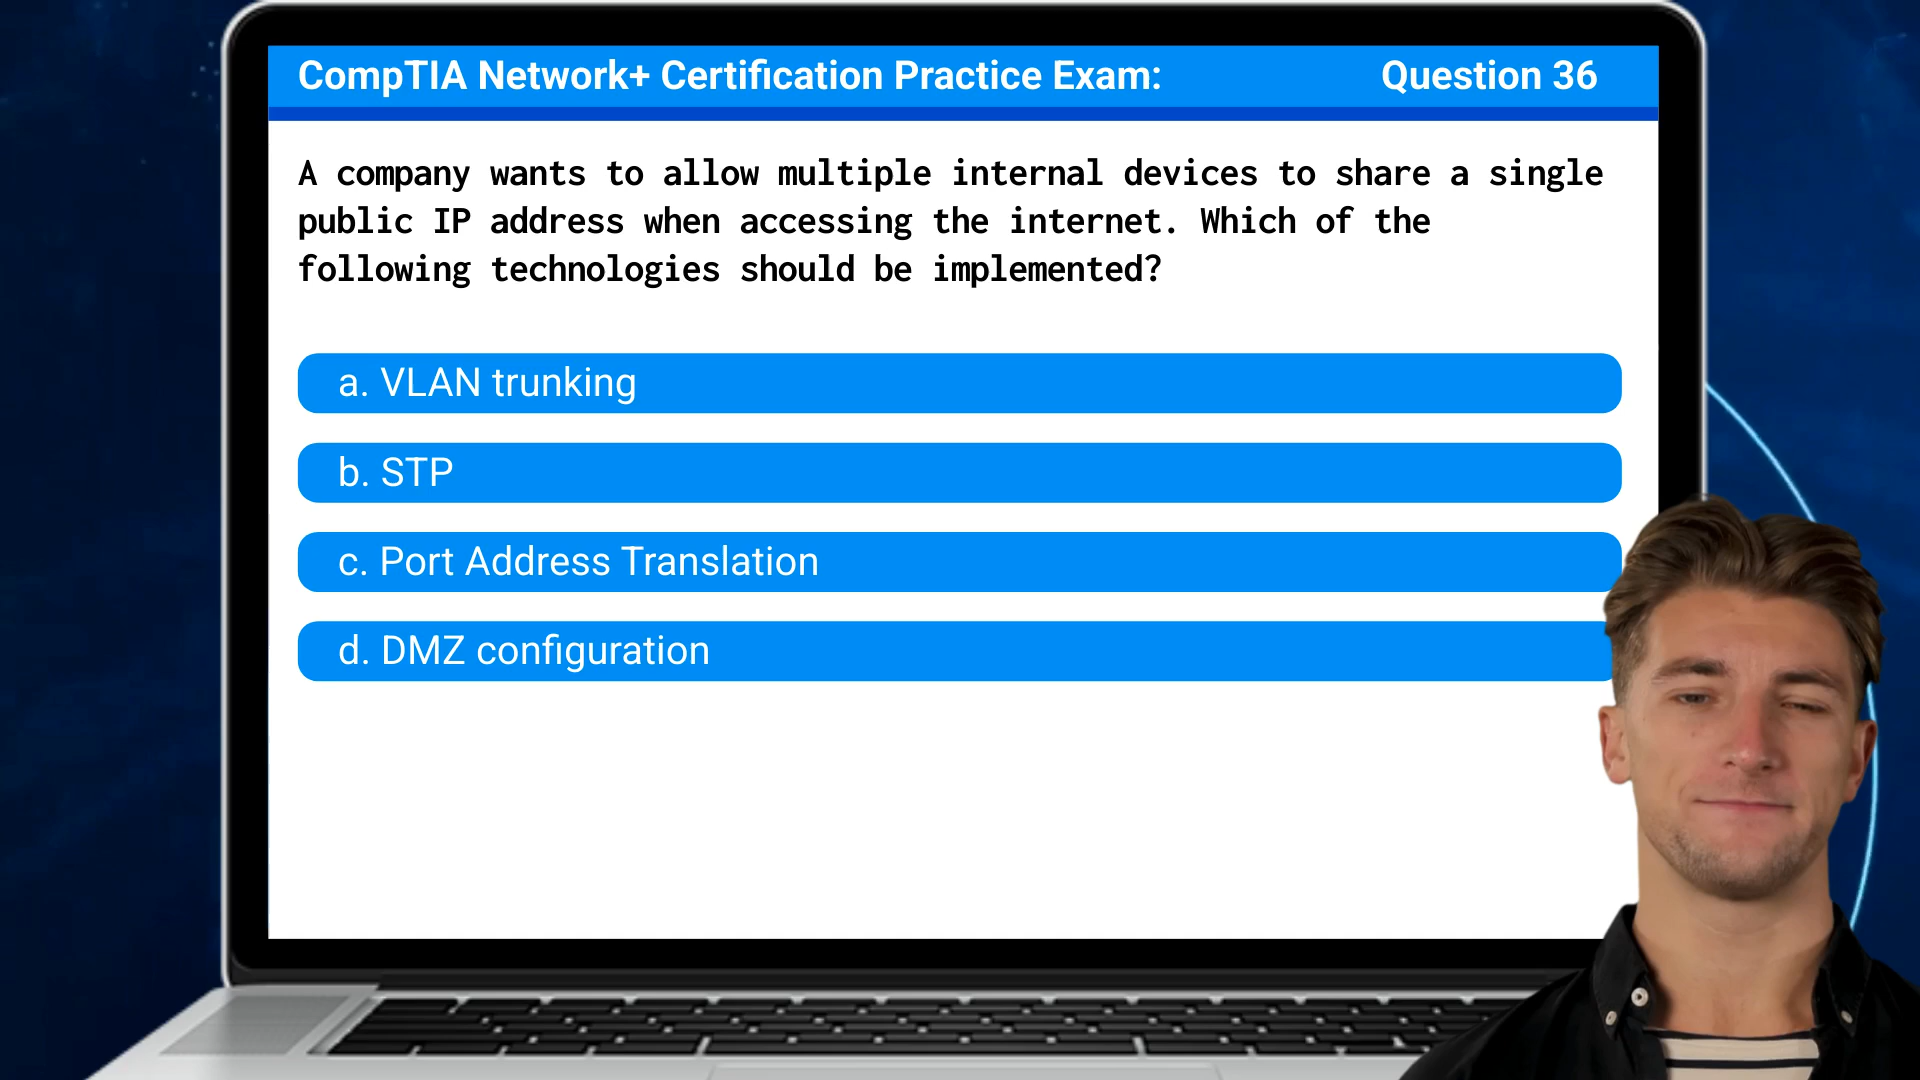 CompTIA Network+ Certification Practice Exam:
Question 36
A company wants to allow multiple internal devices to share a single
public IP address when accessing the internet. Which of the
following technologies should be implemented?
a. VLAN trunking
b. STP
c. Port Address Translation
d. DMZ configuration